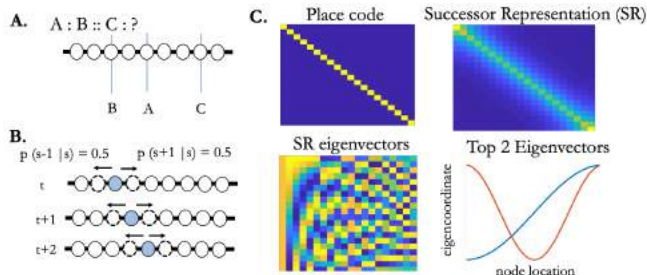 A.
A : B :: C : ?
B A C
B.
p (s-1 |s) = 0.5 p (s+1 |s) = 0.5
t
t+1
t+2
C.
Place code Successor Representation (SR)
SR eigenvectors Top 2 Eigenvectors
eigencoordinate
node location